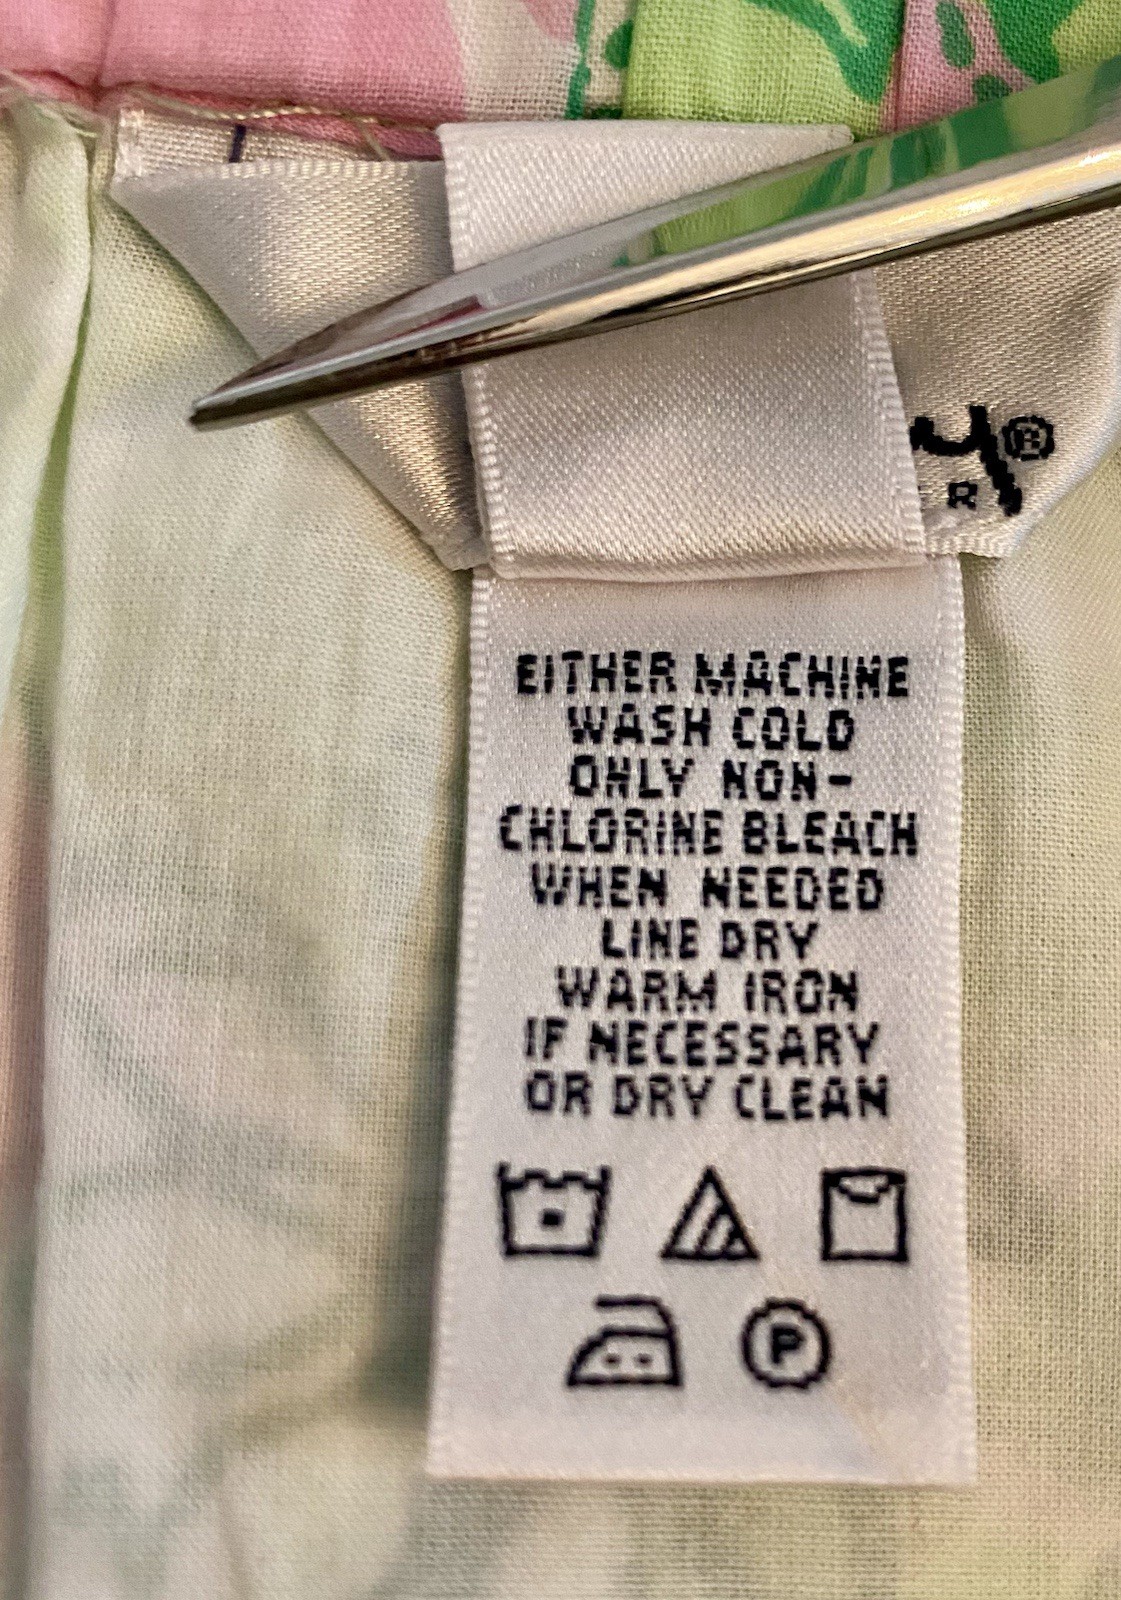 y®
R
EITHER MACHINE
WASH COLD
ONLY NON-
CHLORINE BLEACH
WHEN NEEDED
LINE DRY
WARM IRON
IF NECESSARY
OR DRY CLEAN
P